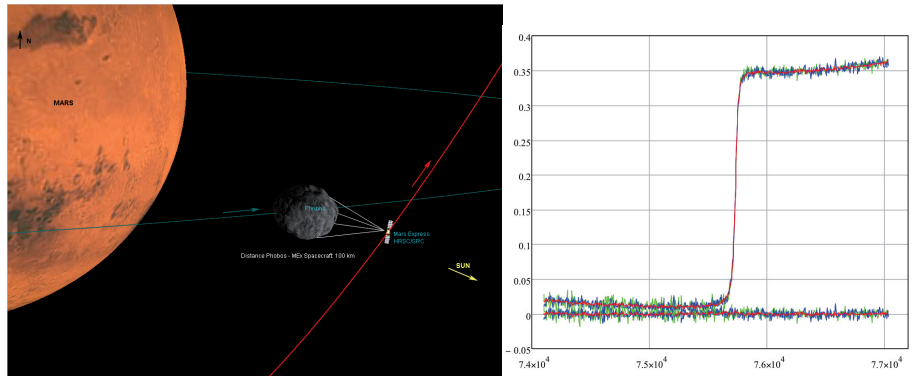 N
MARS
Phobos
Mars Express
HRSC/SRC
Distance Phobos - MEx Spacecraft: 100 km
SUN
0.4
0.35
0.3
0.25
0.2
0.15
0.1
0.05
0
− 0.05
7.4×10⁴
7.5×10⁴
7.6×10⁴
7.7×10⁴